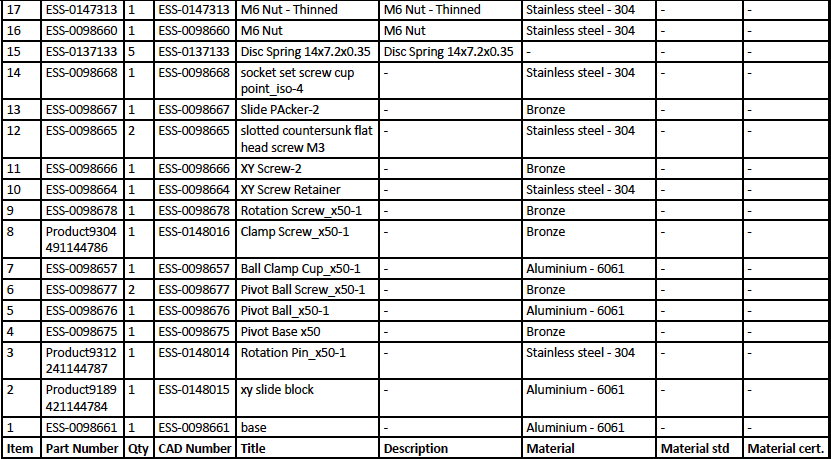 17 ESS-0147313 1 ESS-0147313 M6 Nut - Thinned M6 Nut - Thinned Stainless steel - 304 - -
16 ESS-0098660 1 ESS-0098660 M6 Nut M6 Nut Stainless steel - 304 - -
15 ESS-0137133 5 ESS-0137133 Disc Spring 14x7.2x0.35 Disc Spring 14x7.2x0.35 - - -
14 ESS-0098668 1 ESS-0098668 socket set screw cup - Stainless steel - 304 - -
point_iso-4
13 ESS-0098667 1 ESS-0098667 Slide PAcker-2 - Bronze - -
12 ESS-0098665 2 ESS-0098665 slotted countersunk flat - Stainless steel - 304 - -
head screw M3
11 ESS-0098666 1 ESS-0098666 XY Screw-2 - Bronze - -
10 ESS-0098664 1 ESS-0098664 XY Screw Retainer - Stainless steel - 304 - -
9 ESS-0098678 1 ESS-0098678 Rotation Screw_x50-1 - Bronze - -
8 Product9304 1 ESS-0148016 Clamp Screw_x50-1 - Bronze - -
491144786
7 ESS-0098657 1 ESS-0098657 Ball Clamp Cup_x50-1 - Aluminium - 6061 - -
6 ESS-0098677 2 ESS-0098677 Pivot Ball Screw_x50-1 - Bronze - -
5 ESS-0098676 1 ESS-0098676 Pivot Ball_x50-1 - Aluminium - 6061 - -
4 ESS-0098675 1 ESS-0098675 Pivot Base x50 - Bronze - -
3 Product9312 1 ESS-0148014 Rotation Pin_x50-1 - Stainless steel - 304 - -
241144787
2 Product9189 1 ESS-0148015 xy slide block - Aluminium - 6061 - -
421144784
1 ESS-0098661 1 ESS-0098661 base - Aluminium - 6061 - -
Item Part Number Qty CAD Number Title Description Material Material std Material cert.